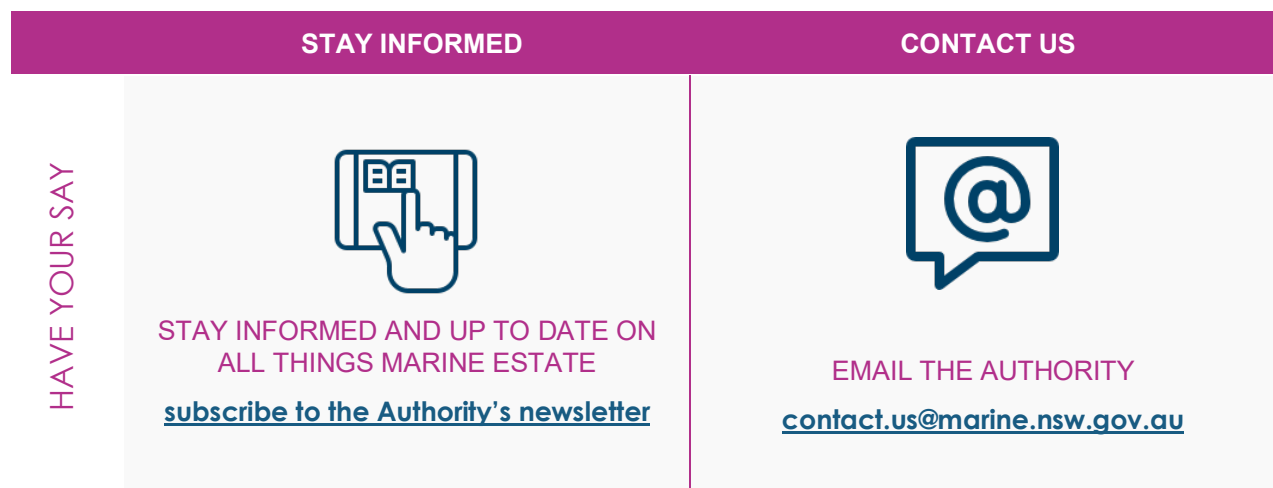 STAY INFORMED
CONTACT US
HAVE YOUR SAY
STAY INFORMED AND UP TO DATE ON
ALL THINGS MARINE ESTATE
subscribe to the Authority’s newsletter
@
EMAIL THE AUTHORITY
contact.us@marine.nsw.gov.au